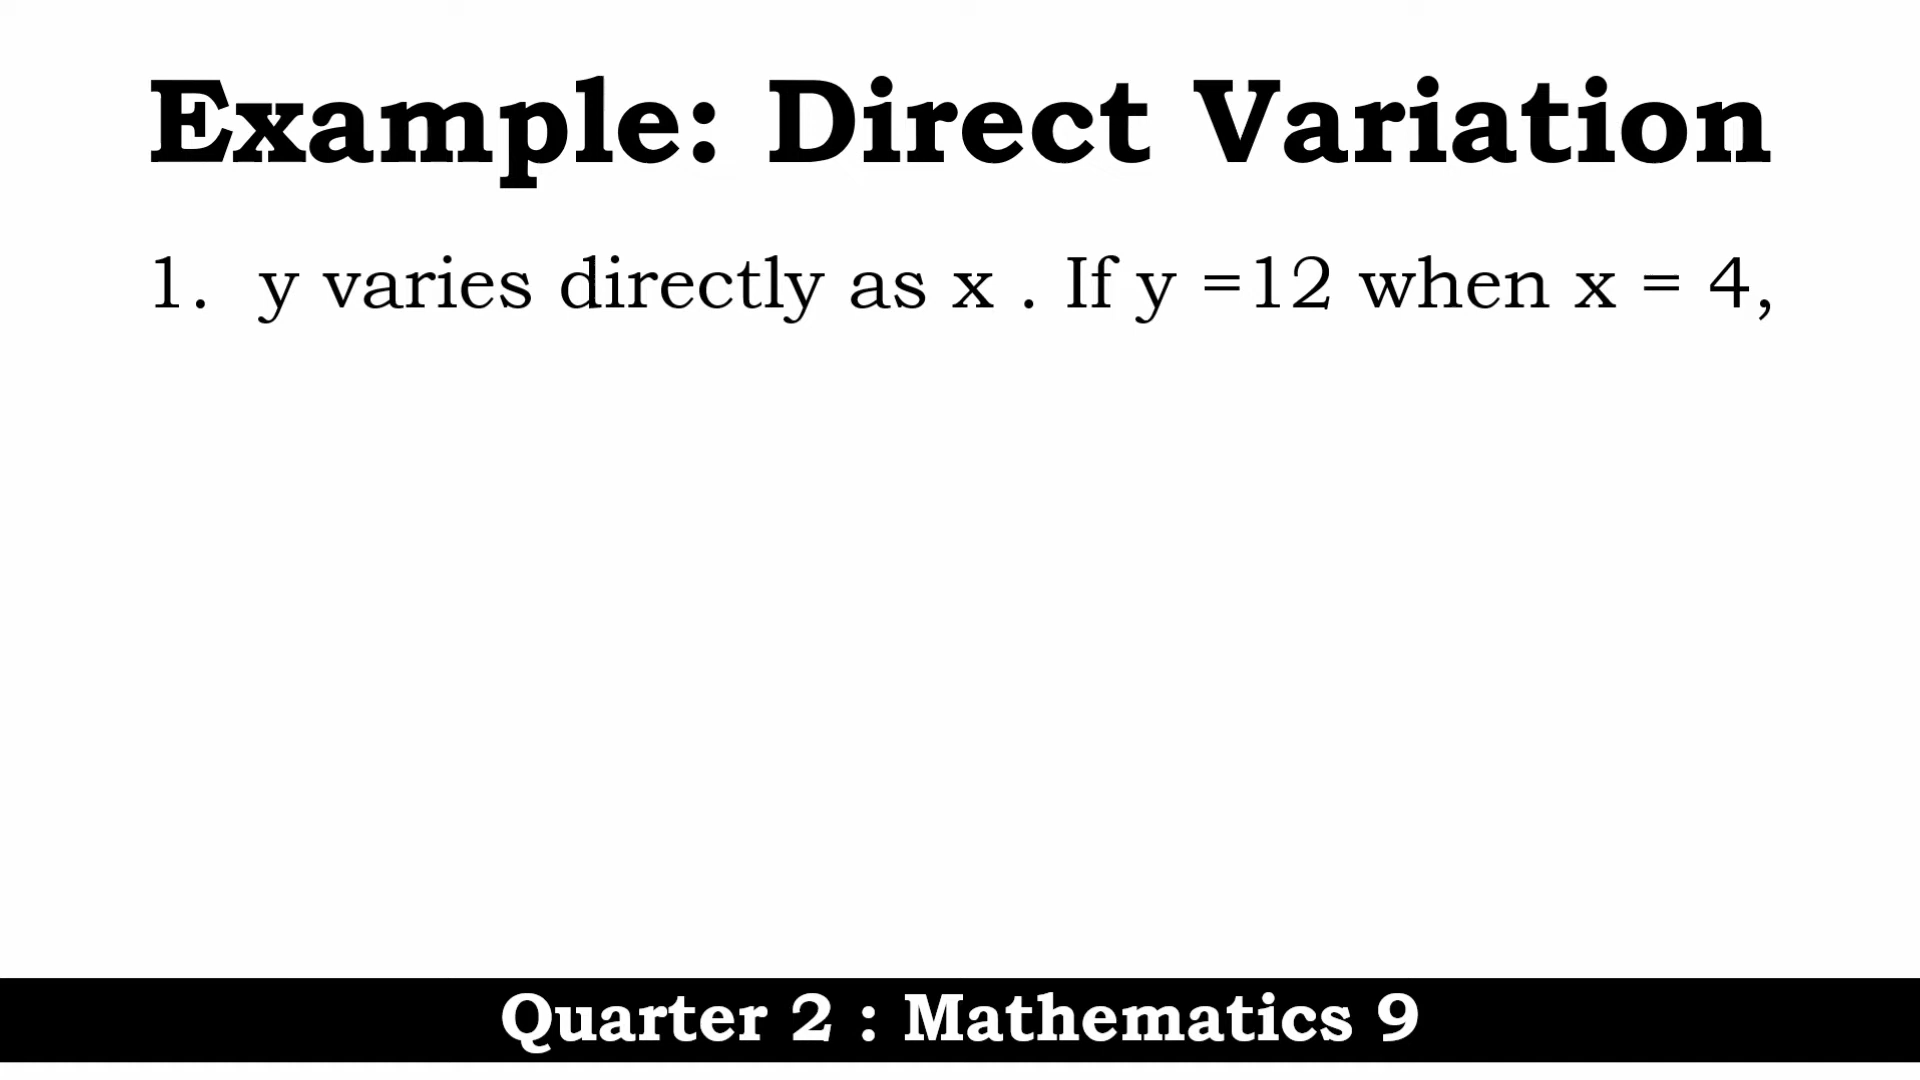 Example: Direct Variation
1. y varies directly as x . If y =12 when x = 4,
Quarter 2 : Mathematics 9